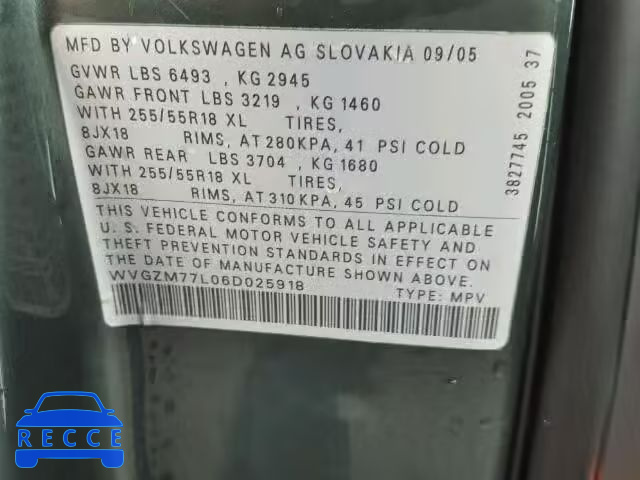 MFD BY VOLKSWAGEN AG SLOVAKIA 09/05
GVWR LBS 6493 , KG 2945
GAWR FRONT LBS 3219 , KG 1460
WITH 255/55R18 XL TIRES,
8JX18 RIMS, AT 280KPA, 41 PSI COLD
GAWR REAR LBS 3704 , KG 1680
WITH 255/55R18 XL TIRES,
8JX18 RIMS, AT 310KPA, 45 PSI COLD
THIS VEHICLE CONFORMS TO ALL APPLICABLE
U. S. FEDERAL MOTOR VEHICLE SAFETY AND
THEFT PREVENTION STANDARDS IN EFFECT ON
THE DATE OF MANUFACTURE SHOWN ABOVE.
WVGZM77L06D025918 TYPE: MPV
3827745 2005 37
RECCE